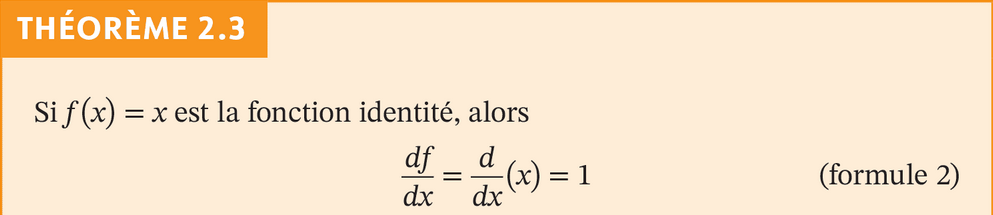 THÉORÈME 2.3
Si f(x) = x est la fonction identité, alors
df/dx = d/dx (x) = 1 (formule 2)